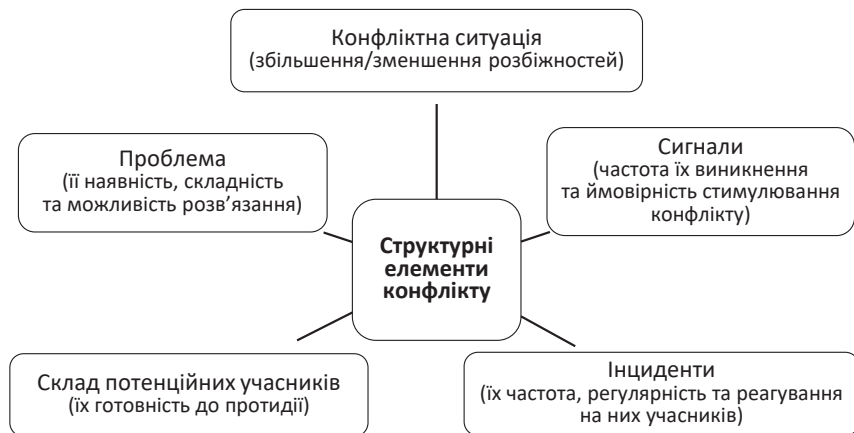 Конфліктна ситуація
(збільшення/зменшення розбіжностей)
Проблема
(її наявність, складність
та можливість розв’язання)
Сигнали
(частота їх виникнення
та ймовірність стимулювання
конфлікту)
Структурні
елементи
конфлікту
Склад потенційних учасників
(їх готовність до протидії)
Інциденти
(їх частота, регулярність та реагування
на них учасників)